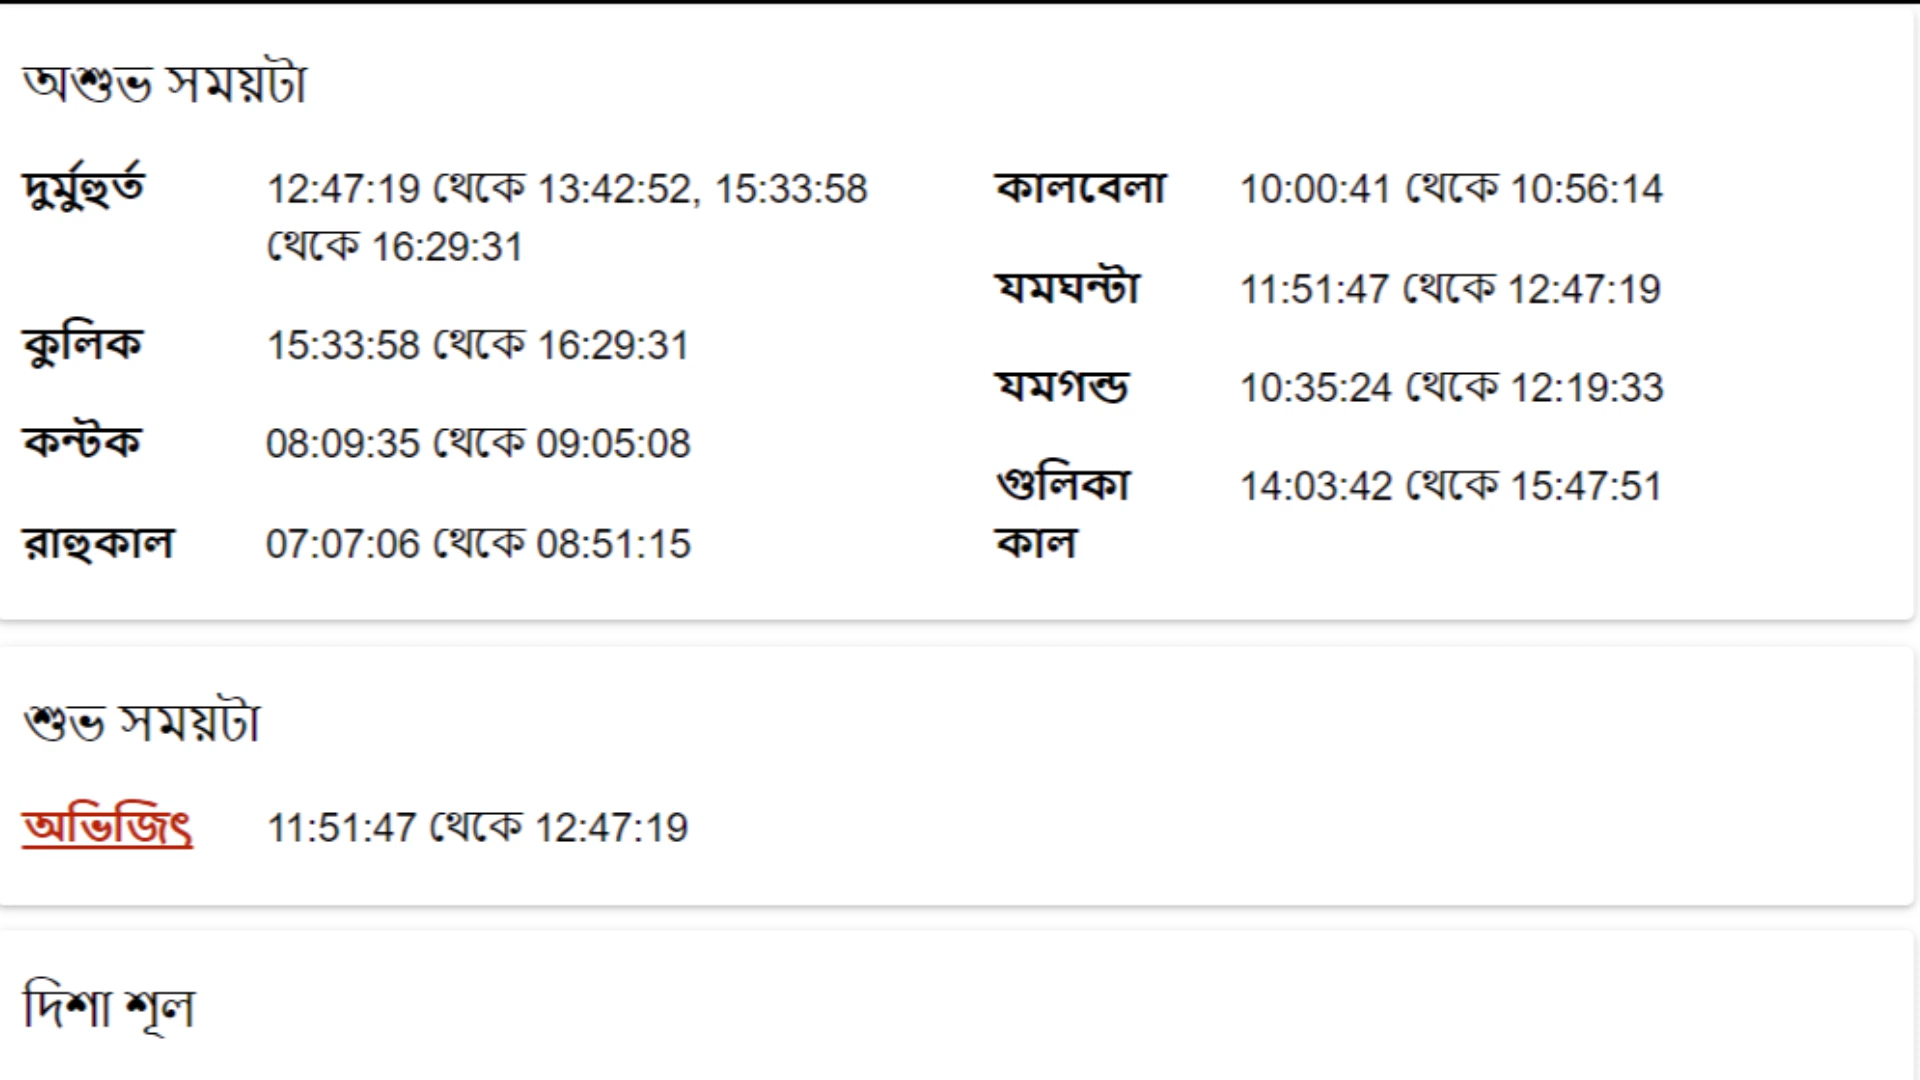 অশুভ সময়টা
দুর্মুহুর্ত 12:47:19 থেকে 13:42:52, 15:33:58
থেকে 16:29:31
কুলিক 15:33:58 থেকে 16:29:31
কন্টক 08:09:35 থেকে 09:05:08
রাহুকাল 07:07:06 থেকে 08:51:15
কালবেলা 10:00:41 থেকে 10:56:14
যমঘন্টা 11:51:47 থেকে 12:47:19
যমগন্ড 10:35:24 থেকে 12:19:33
গুলিকা 14:03:42 থেকে 15:47:51
কাল
শুভ সময়টা
অভিজিৎ 11:51:47 থেকে 12:47:19
দিশা শূল